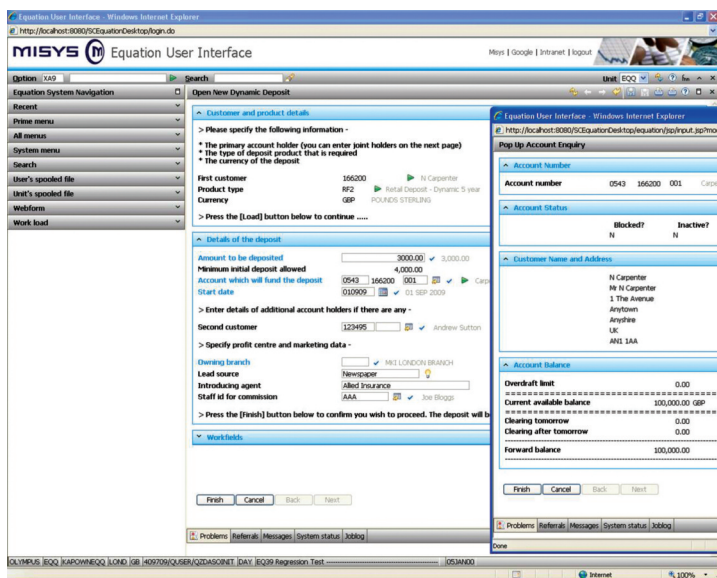 Equation User Interface - Windows Internet Explorer
http://localhost:8080/SCEquationDesktop/login.do
MISYS Equation User Interface
Misys | Google | Intranet | logout
Option XA9 Search Unit EQQ
Equation System Navigation
Recent
Prime menu
All menus
System menu
Search
User's spooled file
Unit's spooled file
Webform
Work load
Open New Dynamic Deposit
Customer and product details
> Please specify the following information -
* The primary account holder (you can enter joint holders on the next page)
* The type of deposit product that is required
* The currency of the deposit
First customer 166200 N Carpenter
Product type RF2 Retail Deposit - Dynamic 5 year
Currency GBP POUNDS STERLING
> Press the [Load] button below to continue .....
Details of the deposit
Amount to be deposited 3000.00 3,000.00
Minimum initial deposit allowed 4,000.00
Account which will fund the deposit 0543 166200 001 Carp
Start date 010909 01 SEP 2009
> Enter details of additional account holders if there are any -
Second customer 123495 Andrew Sutton
> Specify profit centre and marketing data -
Owning branch MKI LONDON BRANCH
Lead source Newspaper
Introducing agent Allied Insurance
Staff id for commission AAA Joe Bloggs
> Press the [Finish] button below to confirm you wish to proceed. The deposit will b
Workfields
Finish Cancel Back Next
Problems Referrals Messages System status Joblog
Equation User Interface - Windows Internet Explorer
http://localhost:8080/SCEquationDesktop/equation/jsp/input.jsp?mo
Pop Up Account Enquiry
Account Number
Account number 0543 166200 001 Carpe
Account Status
Blocked? Inactive?
N N
Customer Name and Address
N Carpenter
Mr N Carpenter
1 The Avenue
Anytown
Anyshire
UK
AN1 1AA
Account Balance
Overdraft limit 0.00
Current available balance 100,000.00 GBP
Clearing tomorrow 0.00
Clearing after tomorrow 0.00
Forward balance 100,000.00
Finish Cancel Back Next
Problems Referrals Messages System status Joblog
Done
OLYMPUS EQQ KAPOWNEQQ LOND GB 409709/QUSER/QZDASOINIT DAY EQ39 Regression Test 05JAN00
Internet 100%